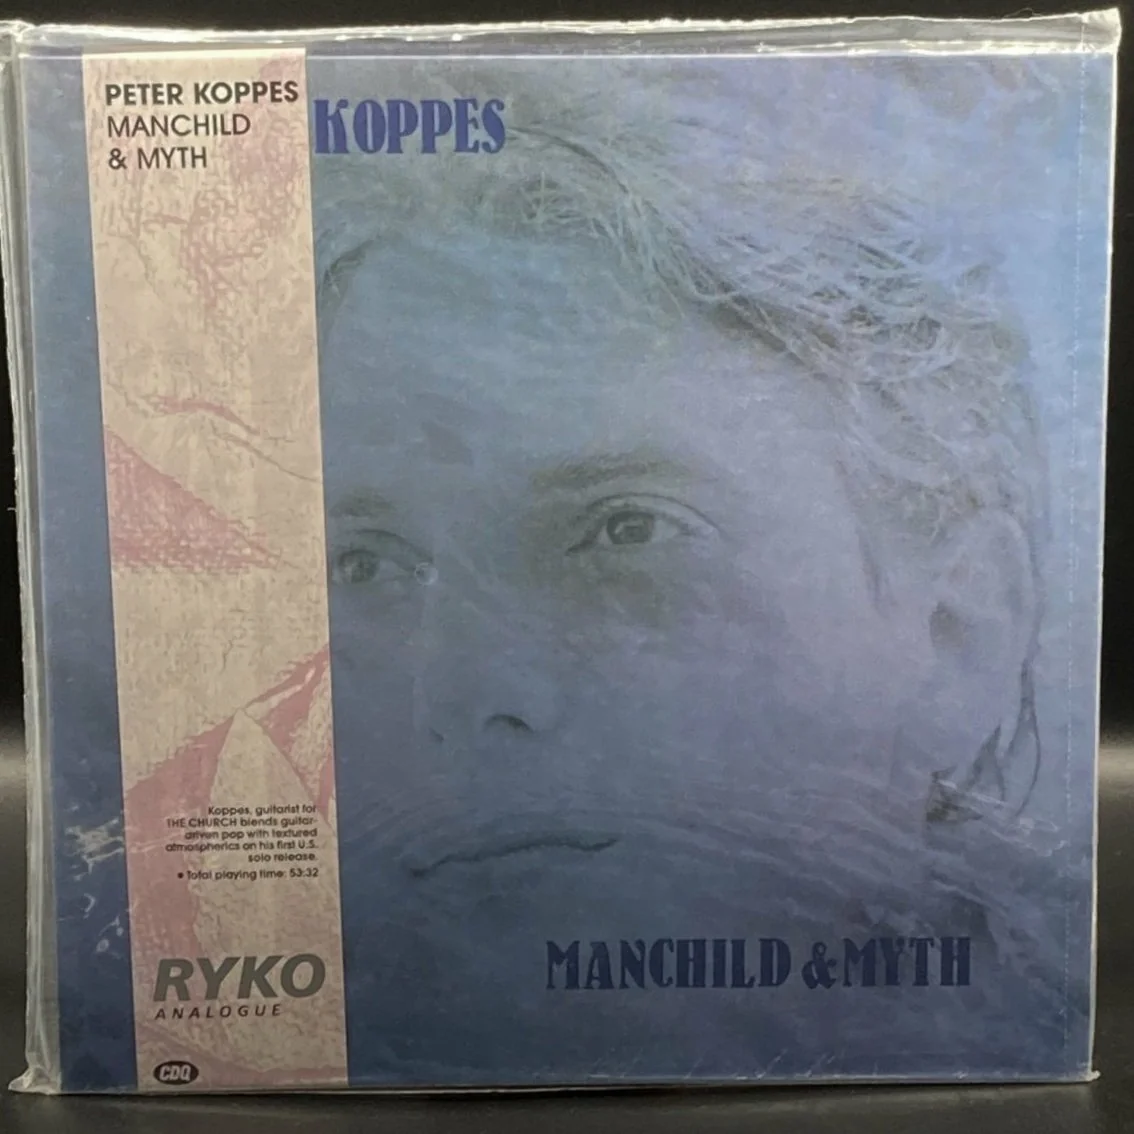 PETER KOPPES
MANCHILD
& MYTH
KOPPES
Koppes, guitarist for
THE CHURCH blends guitar-
driven pop with textured
atmospherics on his first U.S.
solo release.
• Total playing time: 53:32
MANCHILD & MYTH
RYKO
ANALOGUE
CDQ